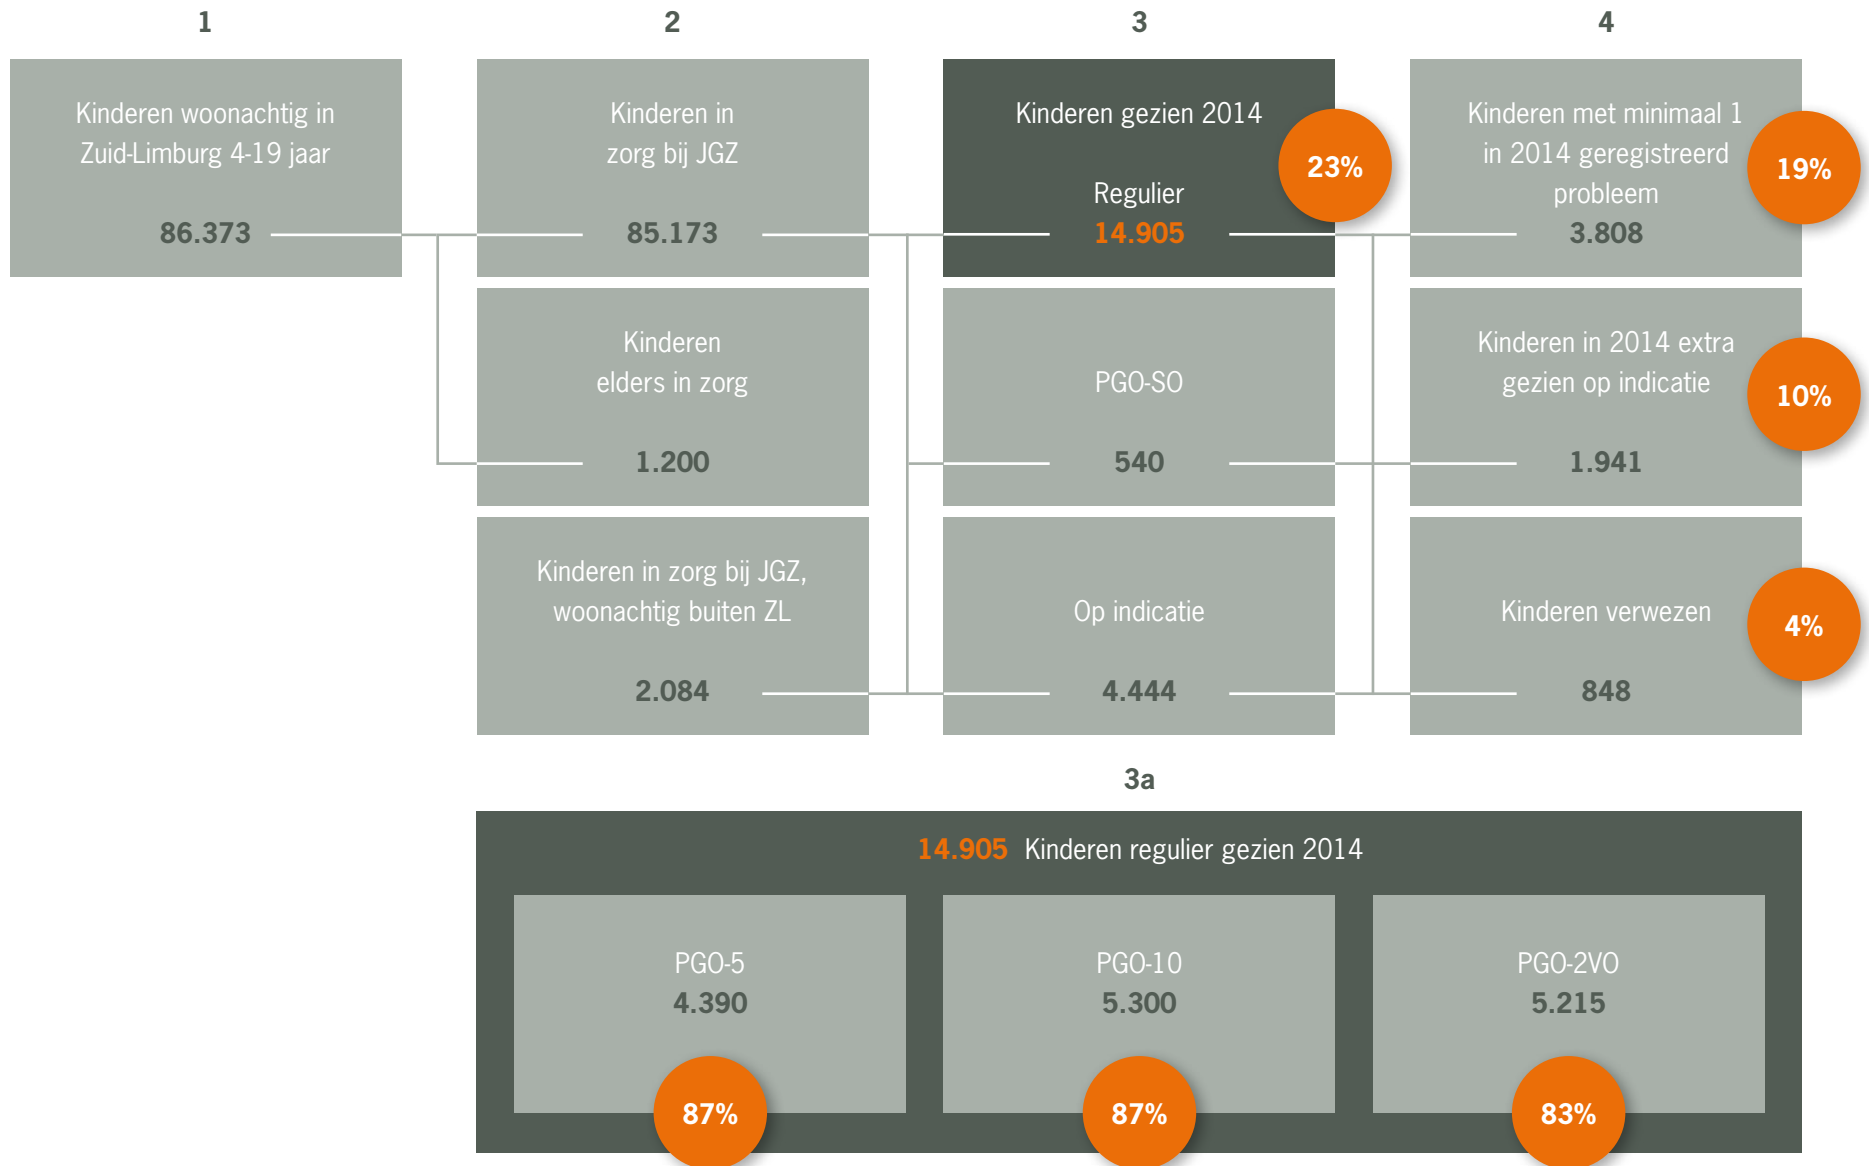 1
Kinderen woonachtig in
Zuid-Limburg 4-19 jaar
86.373
2
Kinderen in
zorg bij JGZ
85.173
Kinderen
elders in zorg
1.200
Kinderen in zorg bij JGZ,
woonachtig buiten ZL
2.084
3
Kinderen gezien 2014
23%
Regulier
14.905
PGO-SO
540
Op indicatie
4.444
4
Kinderen met minimaal 1
in 2014 geregistreerd
probleem
3.808
19%
Kinderen in 2014 extra
gezien op indicatie
1.941
10%
Kinderen verwezen
848
4%
3a
14.905 Kinderen regulier gezien 2014
PGO-5
4.390
87%
PGO-10
5.300
87%
PGO-2VO
5.215
83%